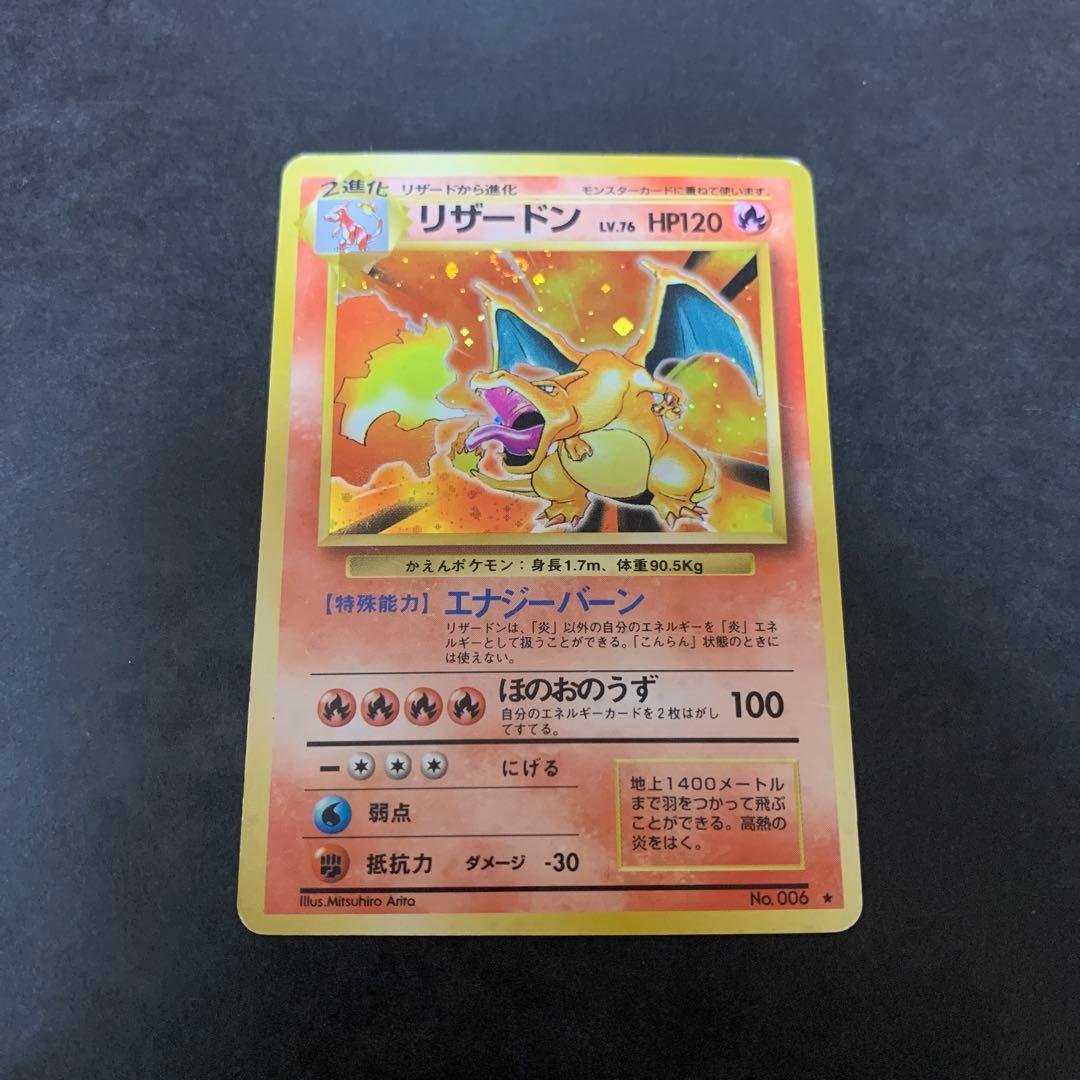 2進化 リザードから進化 モンスターカードに重ねて使います。
リザードン LV.76 HP120
かえんポケモン：身長1.7m、体重90.5Kg
【特殊能力】 エナジーバーン
リザードンは、「炎」以外の自分のエネルギーを「炎」エネ
ルギーとして扱うことができる。「こんらん」状態のときに
は使えない。
ほのおのうず 100
自分のエネルギーカードを2枚はがし
てすてる。
にげる
弱点
抵抗力 ダメージ -30
地上1400メートル
まで羽をつかって飛ぶ
ことができる。高熱の
炎をはく。
Illus.Mitsuhiro Arita No. 006 ★